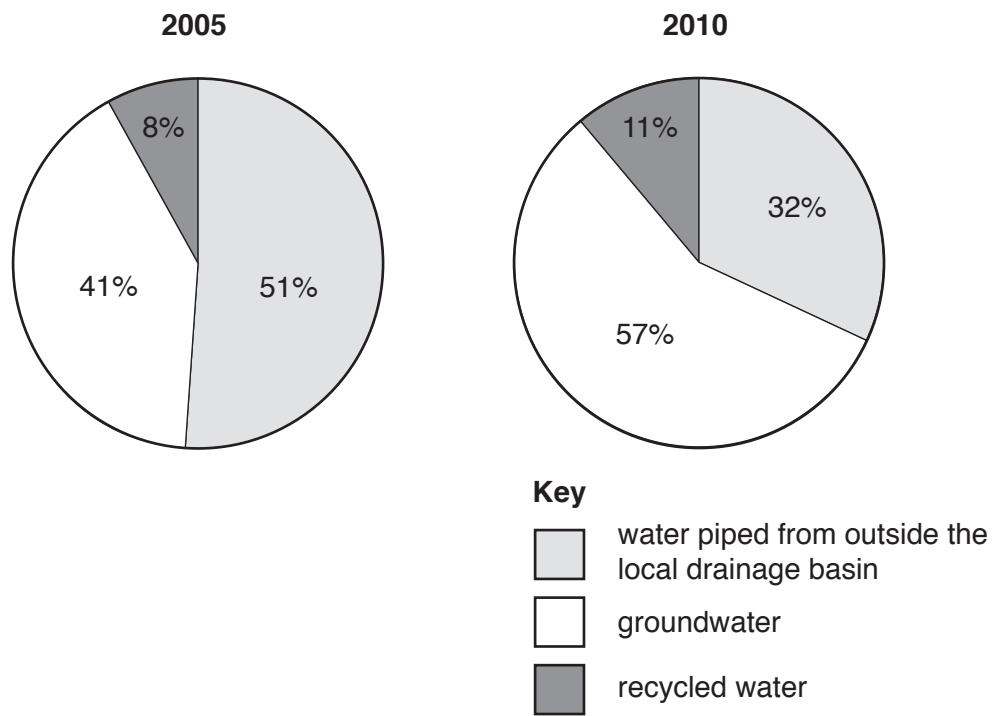 2005
2010
8%
41%
51%
11%
32%
57%
Key
water piped from outside the
local drainage basin
groundwater
recycled water